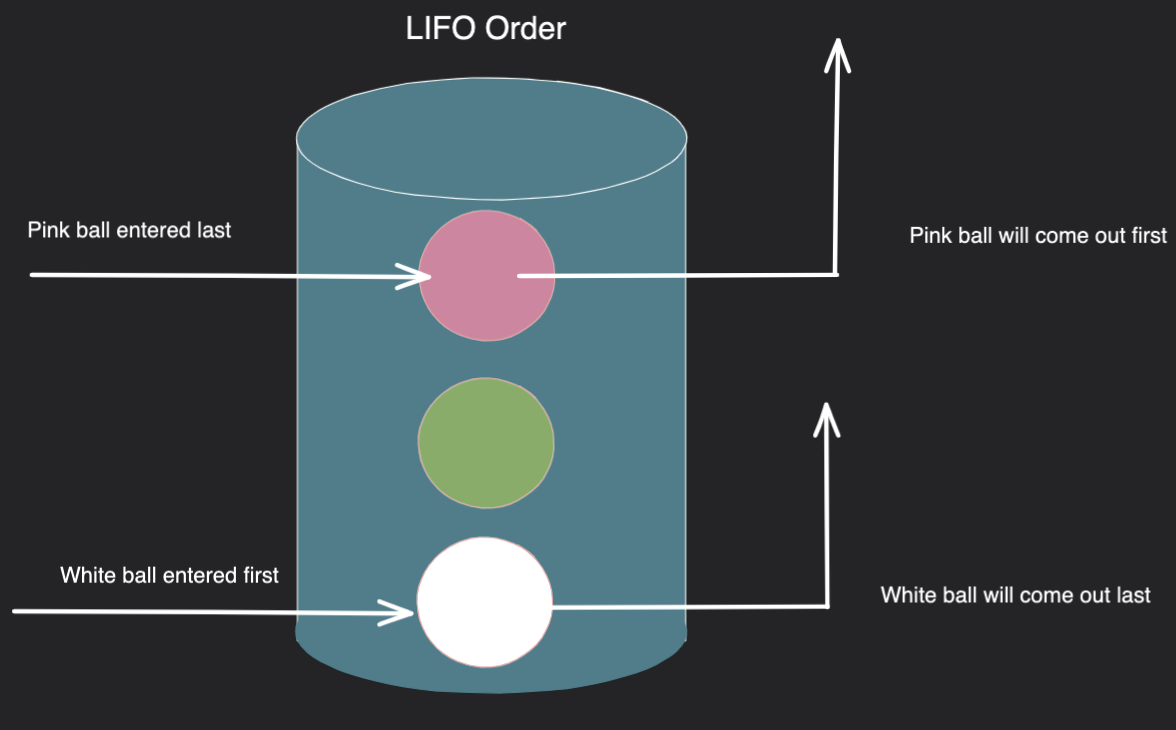 LIFO Order
Pink ball entered last
Pink ball will come out first
White ball entered first
White ball will come out last